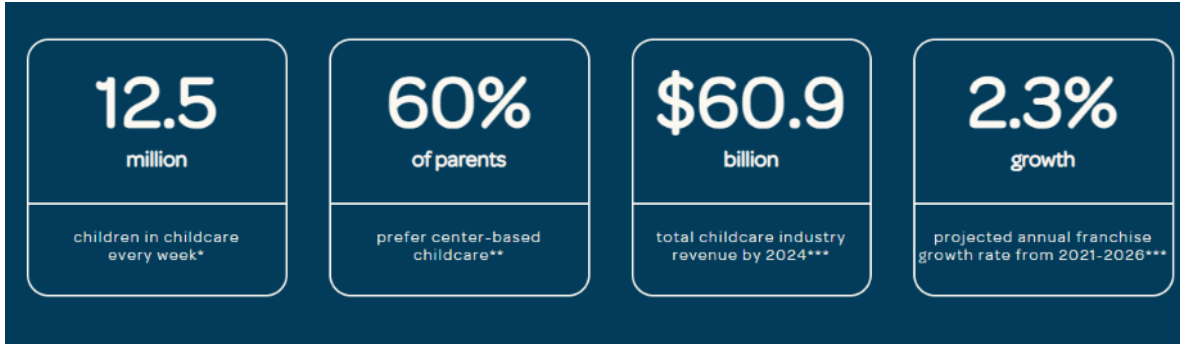 12.5
million
children in childcare
every week*
60%
of parents
prefer center-based
childcare**
$60.9
billion
total childcare industry
revenue by 2024***
2.3%
growth
projected annual franchise
growth rate from 2021-2026***